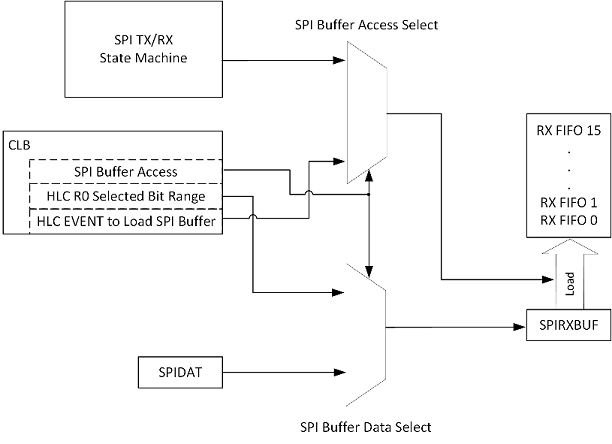 SPI Buffer Access Select
SPI TX/RX
State Machine
CLB
SPI Buffer Access
HLC R0 Selected Bit Range
HLC EVENT to Load SPI Buffer
RX FIFO 15
.
.
.
RX FIFO 1
RX FIFO 0
Load
SPIRXBUF
SPIDAT
SPI Buffer Data Select